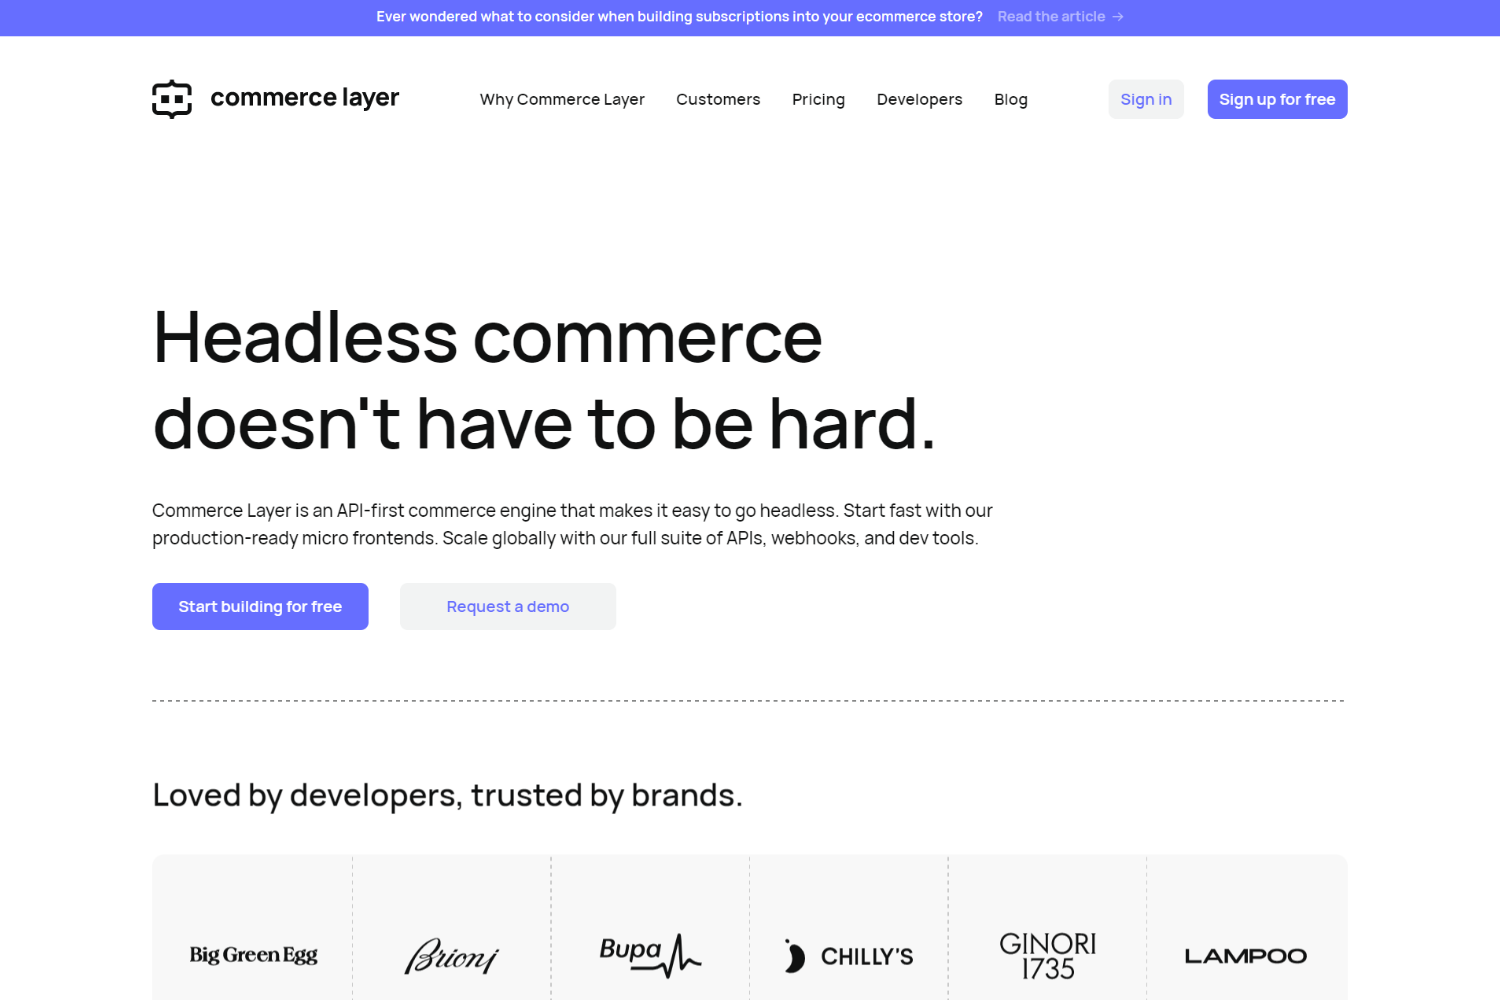 Ever wondered what to consider when building subscriptions into your ecommerce store? Read the article →
commerce layer
Why Commerce Layer
Customers
Pricing
Developers
Blog
Sign in
Sign up for free
Headless commerce
doesn't have to be hard.
Commerce Layer is an API-first commerce engine that makes it easy to go headless. Start fast with our
production-ready micro frontends. Scale globally with our full suite of APIs, webhooks, and dev tools.
Start building for free
Request a demo
Loved by developers, trusted by brands.
Big Green Egg
Brioni
Bupa
CHILLY'S
GINORI
1735
LAMPOO